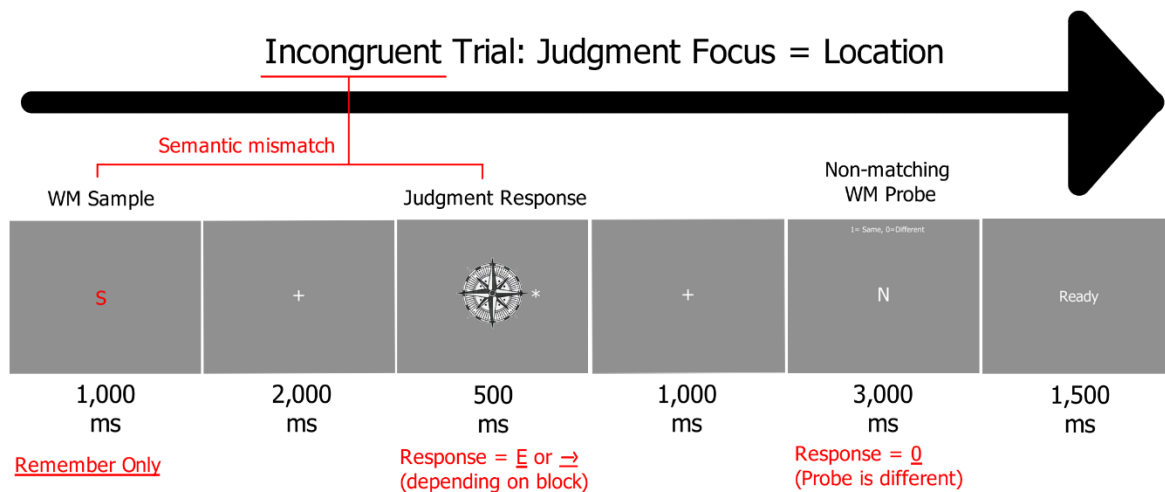 Incongruent Trial: Judgment Focus = Location
Semantic mismatch
WM Sample
Judgment Response
Non-matching
WM Probe
S
+
*
+
1= Same, 0=Different
N
Ready
1,000
ms
2,000
ms
500
ms
1,000
ms
3,000
ms
1,500
ms
Remember Only
Response = E or →
(depending on block)
Response = 0
(Probe is different)